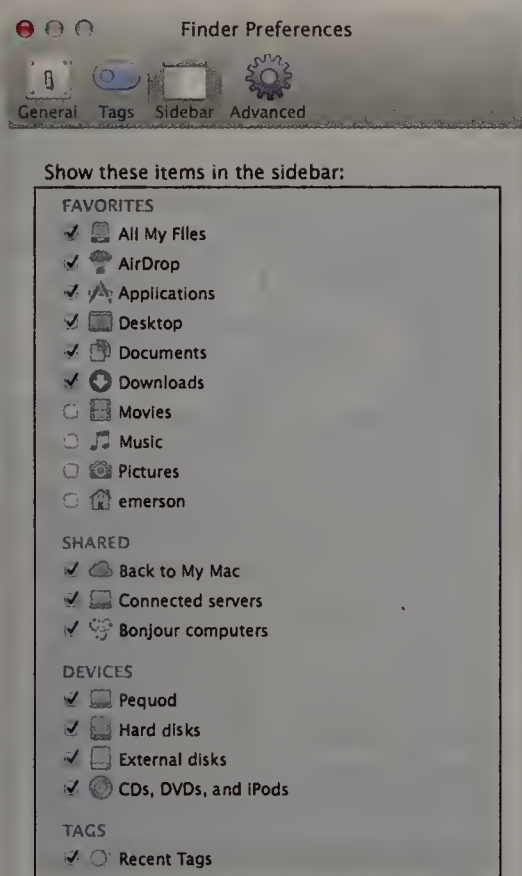 Finder Preferences
General Tags Sidebar Advanced
Show these items in the sidebar:
FAVORITES
All My Files
AirDrop
Applications
Desktop
Documents
Downloads
Movies
Music
Pictures
emerson
SHARED
Back to My Mac
Connected servers
Bonjour computers
DEVICES
Pequod
Hard disks
External disks
CDs, DVDs, and iPods
TAGS
Recent Tags